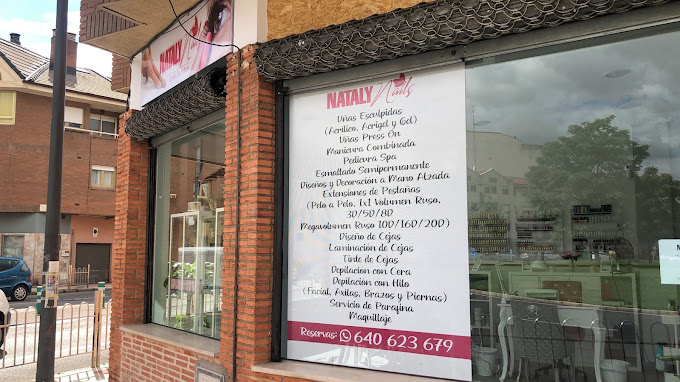 NATALY
NATALY Nails
Uñas Esculpidas
(Acrílico, Acrigel y Gel)
Uñas Press On
Manicura Combinada
Pedicura Spa
Esmaltado Semipermanente
Diseños y Decoración a Mano Alzada
Extensiones de Pestañas
(Pelo a Pelo, 1x1 Volumen Ruso,
3D/5D/8D
Megavolumen Ruso 10D/16D/20D)
Diseño de Cejas
Laminación de Cejas
Tinte de Cejas
Depilación con Cera
Depilación con Hilo
(Facial, Axilas, Brazos y Piernas)
Servicio de Parafina
Maquillaje
Reservas: 640 623 679